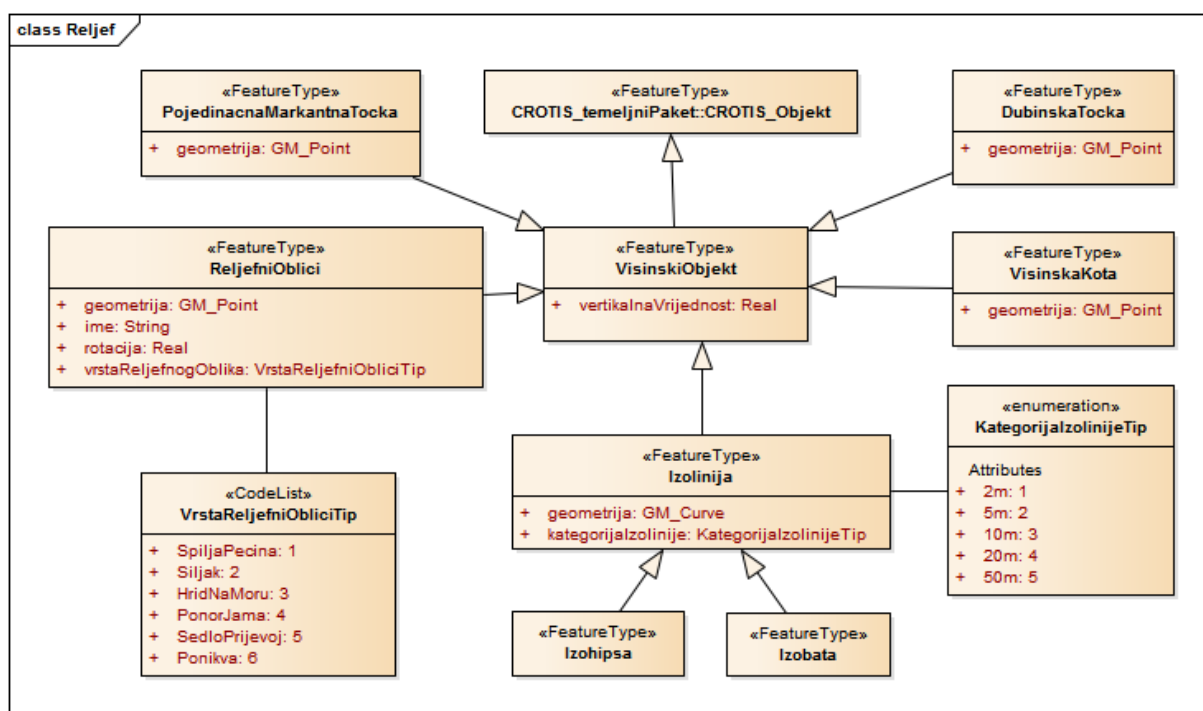 class Reljef
«FeatureType»
PojedinacnaMarkantnaTocka
+ geometrija: GM_Point
«FeatureType»
CROTIS_temeljniPaket::CROTIS_Objekt
«FeatureType»
DubinskaTocka
+ geometrija: GM_Point
«FeatureType»
ReljefniOblici
+ geometrija: GM_Point
+ ime: String
+ rotacija: Real
+ vrstaReljefnogOblika: VrstaReljefniObliciTip
«FeatureType»
VisinskiObjekt
+ vertikalnaVrijednost: Real
«FeatureType»
VisinskaKota
+ geometrija: GM_Point
«CodeList»
VrstaReljefniObliciTip
+ SpiljaPecina: 1
+ Siljak: 2
+ HridNaMoru: 3
+ PonorJama: 4
+ SedloPrijevoj: 5
+ Ponikva: 6
«FeatureType»
Izolinija
+ geometrija: GM_Curve
+ kategorijaIzolinije: KategorijaIzolinijeTip
«enumeration»
KategorijaIzolinijeTip
Attributes
+ 2m: 1
+ 5m: 2
+ 10m: 3
+ 20m: 4
+ 50m: 5
«FeatureType»
Izohipsa
«FeatureType»
Izobata